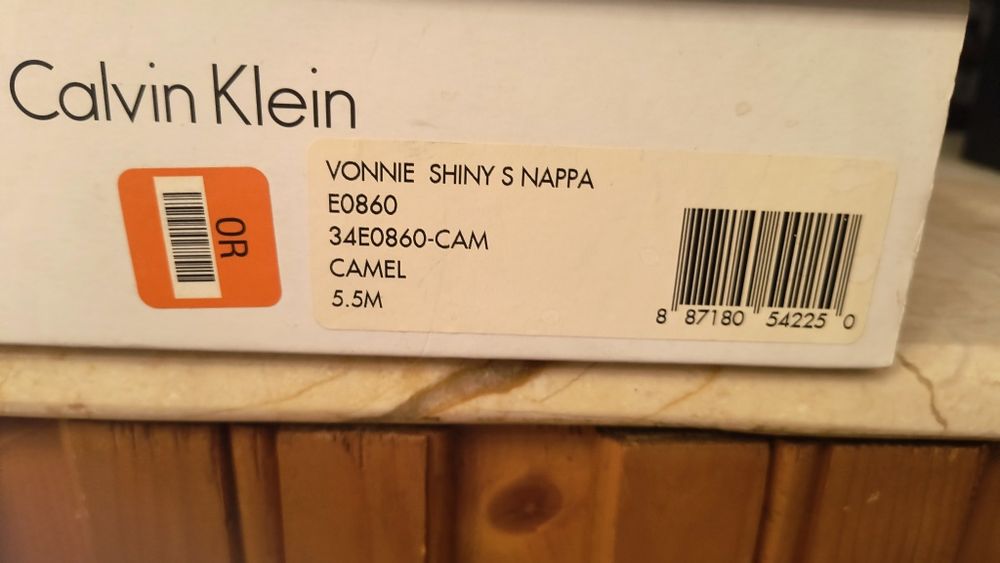 Calvin Klein
OR
VONNIE SHINY S NAPPA
E0860
34E0860-CAM
CAMEL
5.5M
8 87180 54225 0